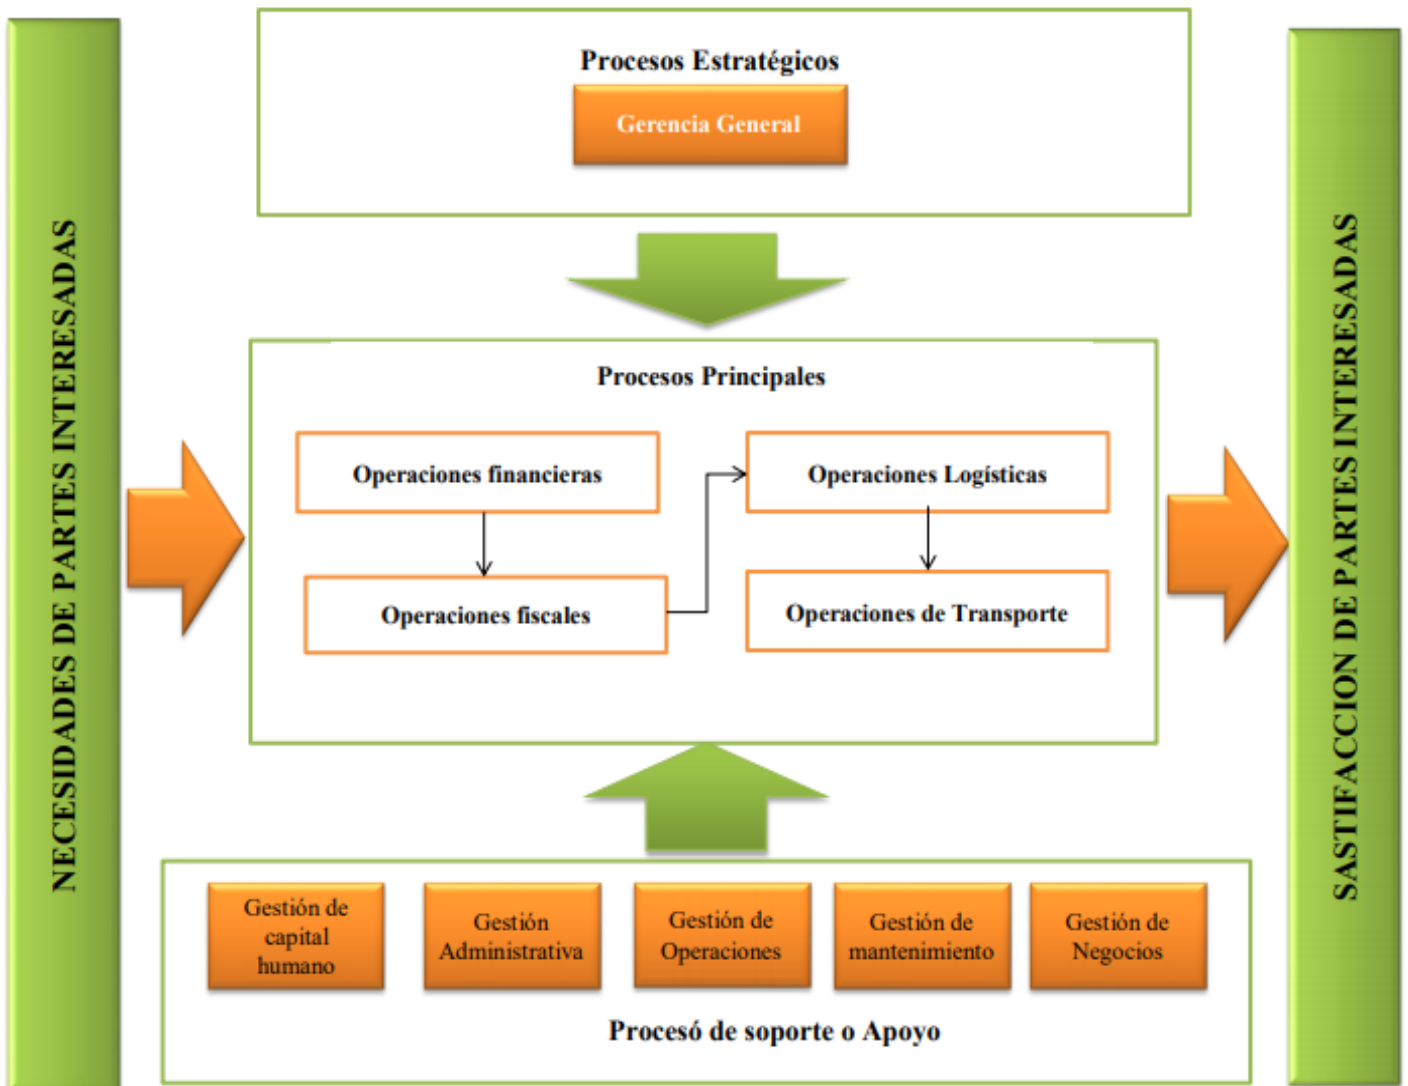 NECESIDADES DE PARTES INTERESADAS
Procesos Estratégicos
Gerencia General
Procesos Principales
Operaciones financieras
Operaciones Logísticas
Operaciones fiscales
Operaciones de Transporte
Gestión de
capital
humano
Gestión
Administrativa
Gestión de
Operaciones
Gestión de
mantenimiento
Gestión de
Negocios
Procesó de soporte o Apoyo
SASTIFACCION DE PARTES INTERESADAS